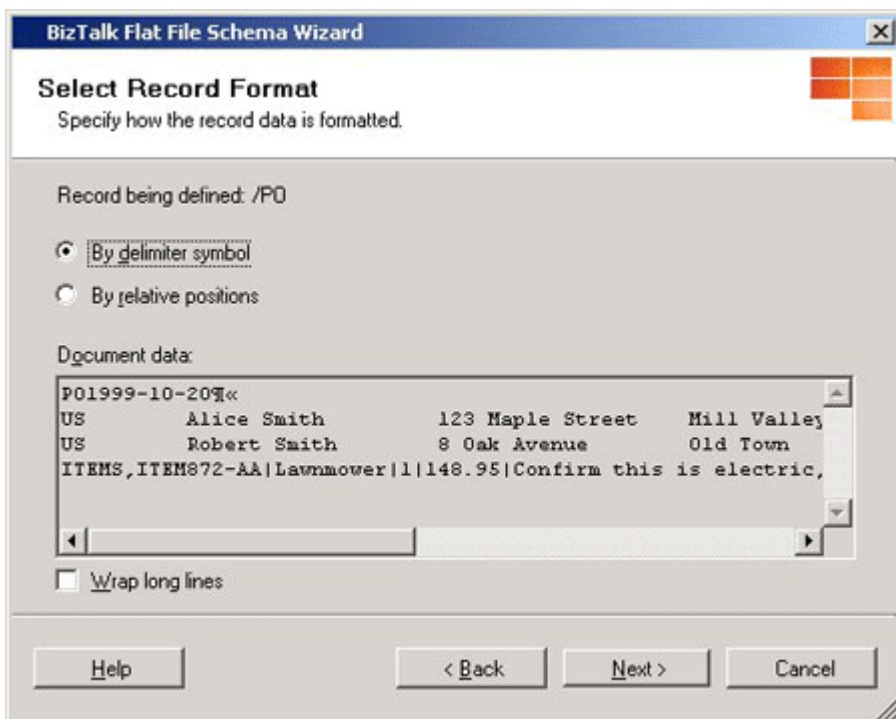 BizTalk Flat File Schema Wizard
Select Record Format
Specify how the record data is formatted.
Record being defined: /PO
By delimiter symbol
By relative positions
Document data:
PO1999-10-20¶«
US Alice Smith 123 Maple Street Mill Valley
US Robert Smith 8 Oak Avenue Old Town
ITEMS,ITEM872-AA|Lawnmower|1|148.95|Confirm this is electric,
Wrap long lines
Help < Back Next > Cancel